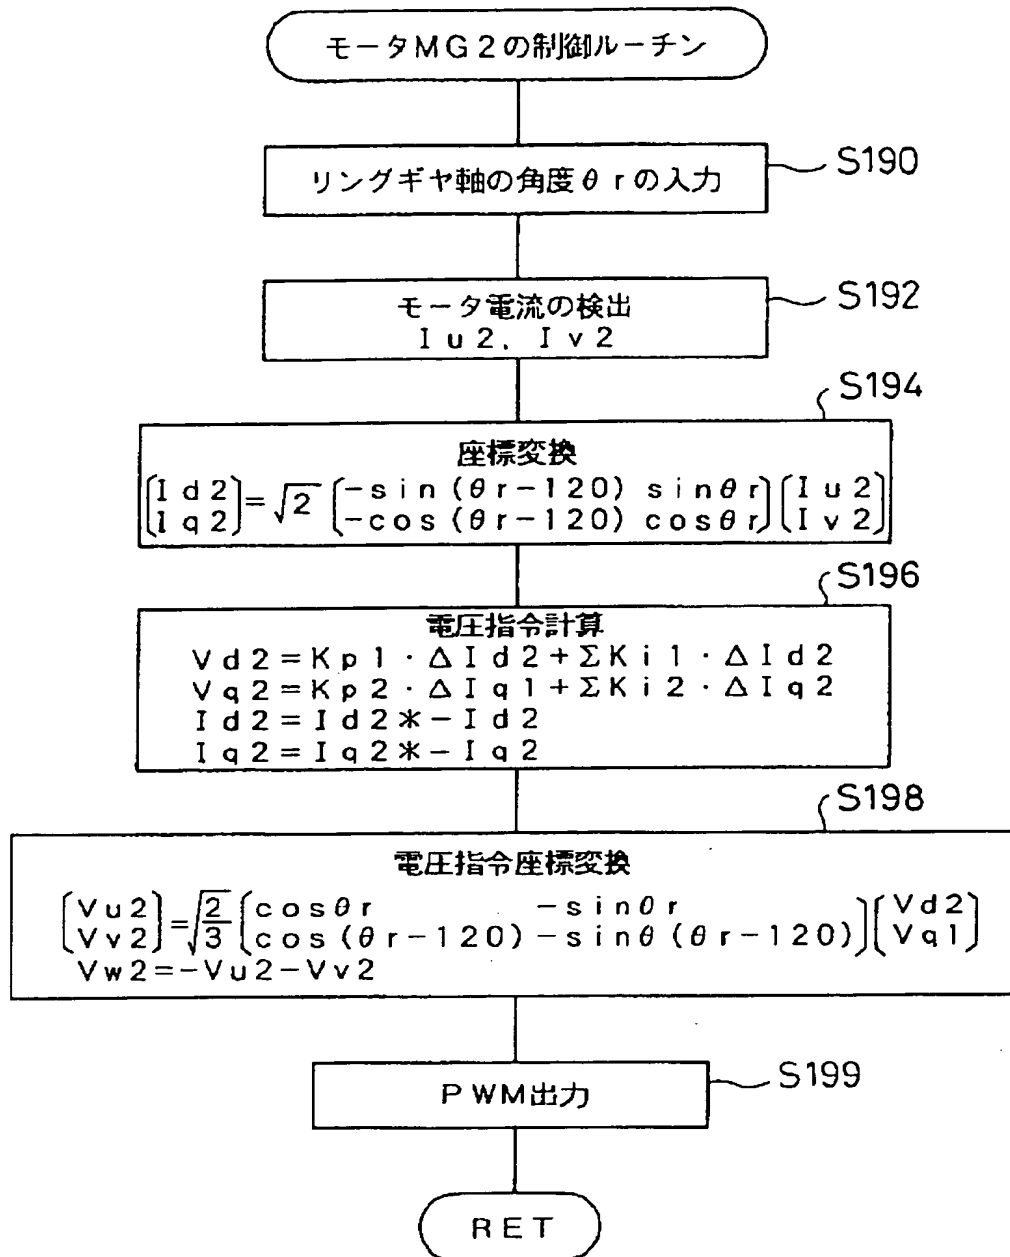 モータMG2の制御ルーチン
リングギヤ軸の角度θrの入力
S190
モータ電流の検出
Iu2, Iv2
S192
S194
座標変換
[Id2] = √2 [-sin(θr-120) sinθr] [Iu2]
[Iq2] [-cos(θr-120) cosθr] [Iv2]
S196
電圧指令計算
Vd2=Kp1・ΔId2+ΣKi1・ΔId2
Vq2=Kp2・ΔIq1+ΣKi2・ΔIq2
Id2=Id2*-Id2
Iq2=Iq2*-Iq2
S198
電圧指令座標変換
[Vu2] = √2/3 [cosθr -sinθr] [Vd2]
[Vv2] [cos(θr-120)-sinθ(θr-120)] [Vq1]
Vw2=-Vu2-Vv2
PWM出力
S199
RET